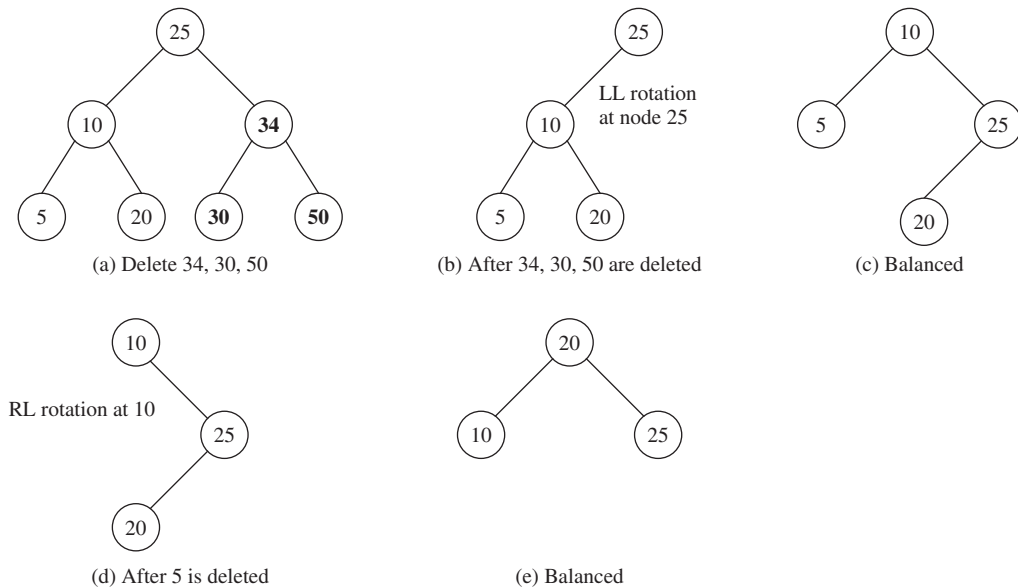 25
10
34
5
20
30
50
(a) Delete 34, 30, 50
25
LL rotation
at node 25
10
5
20
(b) After 34, 30, 50 are deleted
10
5
25
20
(c) Balanced
10
RL rotation at 10
25
20
(d) After 5 is deleted
20
10
25
(e) Balanced